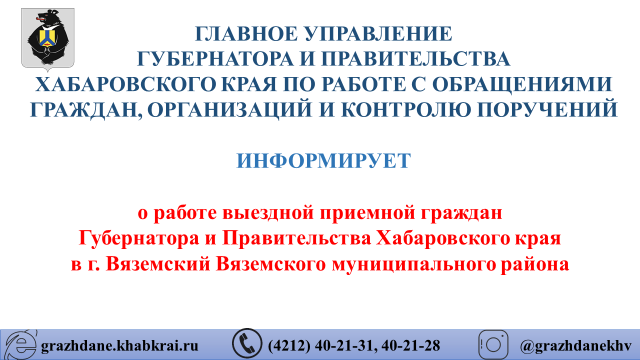 ГЛАВНОЕ УПРАВЛЕНИЕ
ГУБЕРНАТОРА И ПРАВИТЕЛЬСТВА
ХАБАРОВСКОГО КРАЯ ПО РАБОТЕ С ОБРАЩЕНИЯМИ
ГРАЖДАН, ОРГАНИЗАЦИЙ И КОНТРОЛЮ ПОРУЧЕНИЙ
ИНФОРМИРУЕТ
о работе выездной приемной граждан
Губернатора и Правительства Хабаровского края
в г. Вяземский Вяземского муниципального района
grazhdane.khabkrai.ru (4212) 40-21-31, 40-21-28 @grazhdanekhv